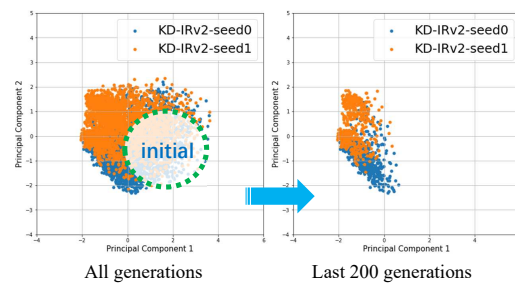 KD-IRv2-seed0
KD-IRv2-seed1
5
4
3
2
1
0
−1
−2
−3
−4
Principal Component 2
initial
−4
−2
0
2
4
6
Principal Component 1
All generations
KD-IRv2-seed0
KD-IRv2-seed1
5
4
3
2
1
0
−1
−2
−3
−4
Principal Component 2
−4
−2
0
2
4
Principal Component 1
Last 200 generations